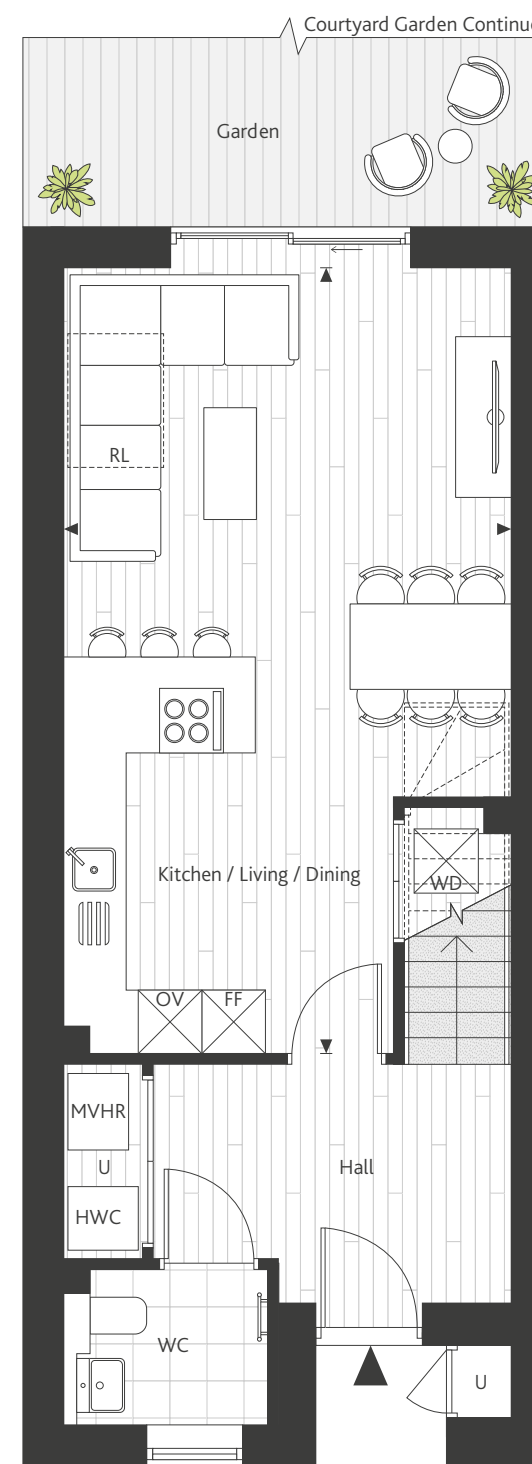 Courtyard Garden Continue
Garden
RL
Kitchen / Living / Dining
WD
OV
FF
MVHR
U
HWC
Hall
WC
U